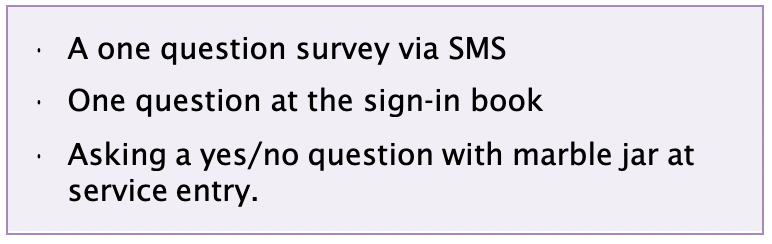 · A one question survey via SMS
· One question at the sign-in book
· Asking a yes/no question with marble jar at
service entry.